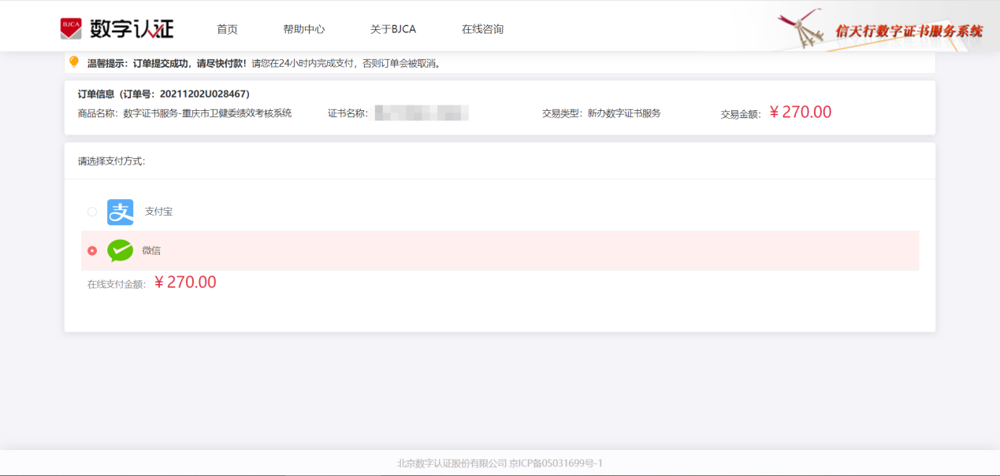 BJCA 数字认证 首页 帮助中心 关于BJCA 在线咨询 信天行数字证书服务系统
温馨提示：订单提交成功，请尽快付款！请您在24小时内完成支付，否则订单会被取消。
订单信息（订单号：20211202U028467）
商品名称：数字证书服务-重庆市卫健委绩效考核系统 证书名称： 交易类型：新办数字证书服务 交易金额：￥270.00
请选择支付方式：
支 支付宝
微信
在线支付金额：￥270.00
北京数字认证股份有限公司 京ICP备05031699号-1